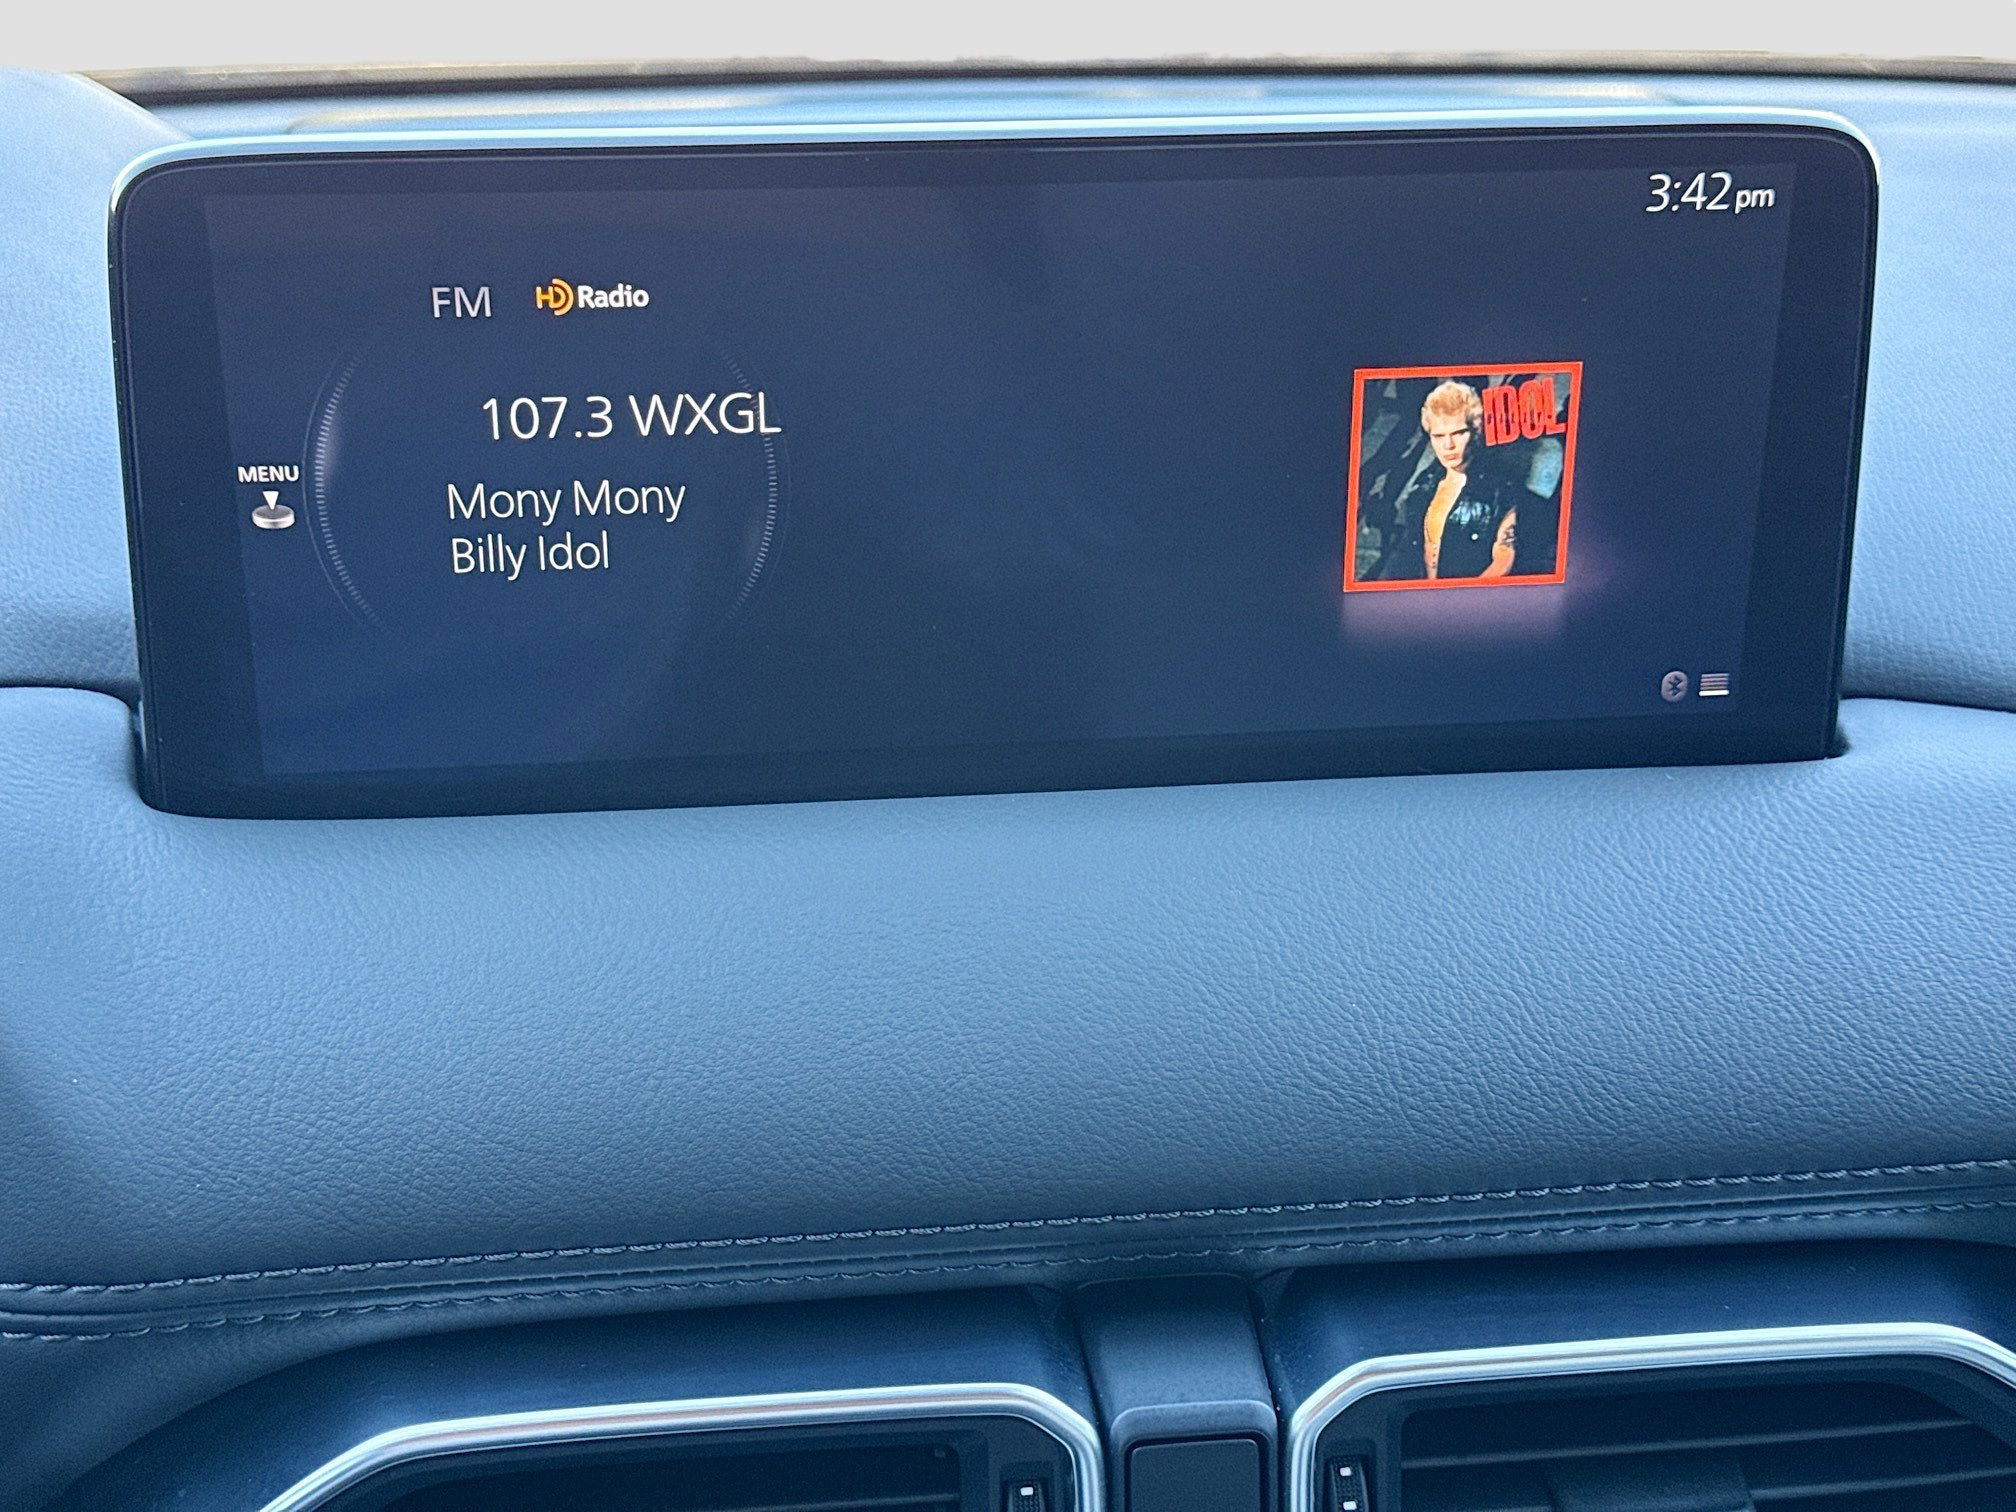 3:42pm
FM HD Radio
107.3 WXGL
MENU
Mony Mony
Billy Idol
IDOL